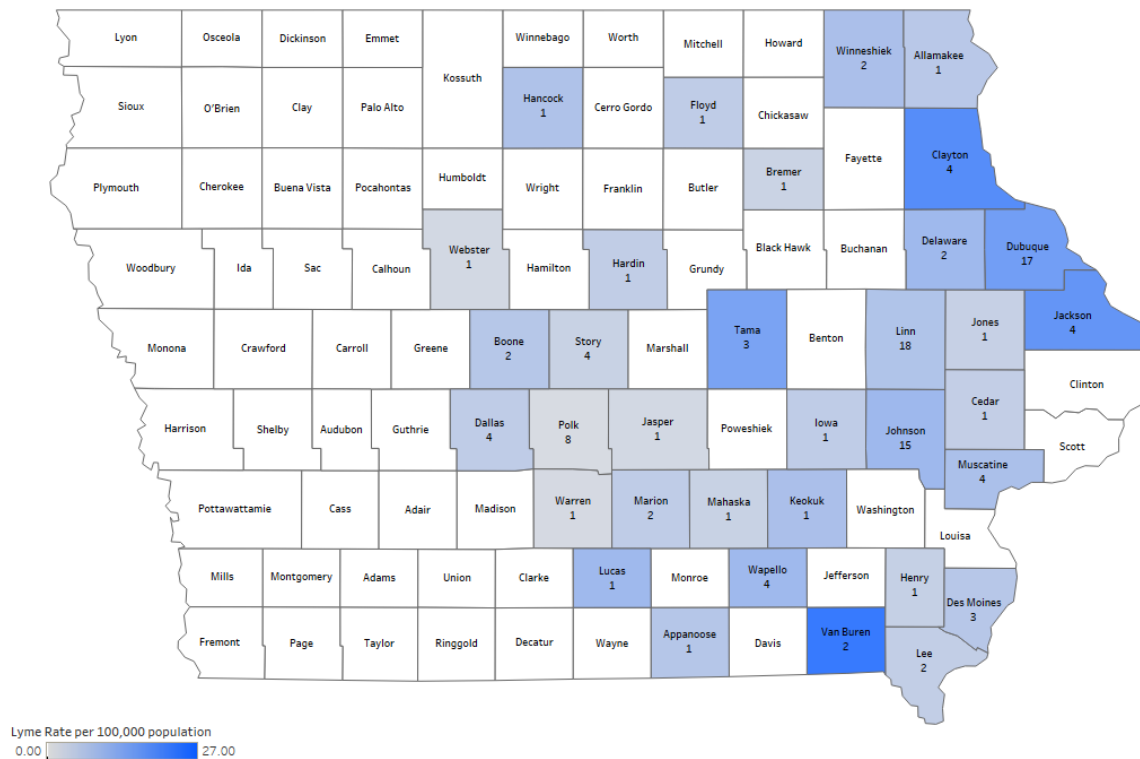 Lyon
Osceola
Dickinson
Emmet
Kossuth
Winnebago
Worth
Mitchell
Howard
Winneshiek
2
Allamakee
1
Sioux
O'Brien
Clay
Palo Alto
Hancock
1
Cerro Gordo
Floyd
1
Chickasaw
Fayette
Clayton
4
Plymouth
Cherokee
Buena Vista
Pocahontas
Humboldt
Wright
Franklin
Butler
Bremer
1
Woodbury
Ida
Sac
Calhoun
Webster
1
Hamilton
Hardin
1
Grundy
Black Hawk
Buchanan
Delaware
2
Dubuque
17
Monona
Crawford
Carroll
Greene
Boone
2
Story
4
Marshall
Tama
3
Benton
Linn
18
Jones
1
Jackson
4
Clinton
Harrison
Shelby
Audubon
Guthrie
Dallas
4
Polk
8
Jasper
1
Poweshiek
Iowa
1
Johnson
15
Cedar
1
Scott
Muscatine
4
Pottawattamie
Cass
Adair
Madison
Warren
1
Marion
2
Mahaska
1
Keokuk
1
Washington
Louisa
Mills
Montgomery
Adams
Union
Clarke
Lucas
1
Monroe
Wapello
4
Jefferson
Henry
1
Des Moines
3
Fremont
Page
Taylor
Ringgold
Decatur
Wayne
Appanoose
1
Davis
Van Buren
2
Lee
2
Lyme Rate per 100,000 population
0.00 27.00